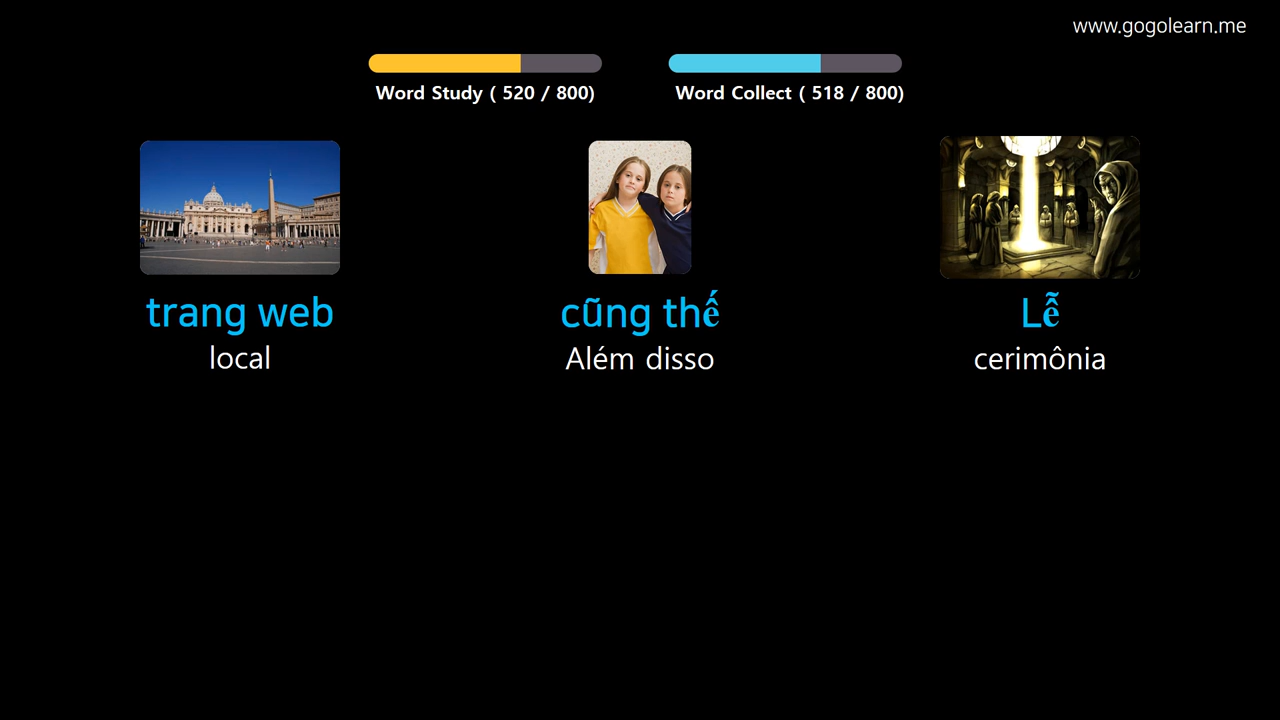 www.gogolearn.me
Word Study ( 520 / 800)
Word Collect ( 518 / 800)
trang web
local
cũng thế
Além disso
Lễ
cerimônia